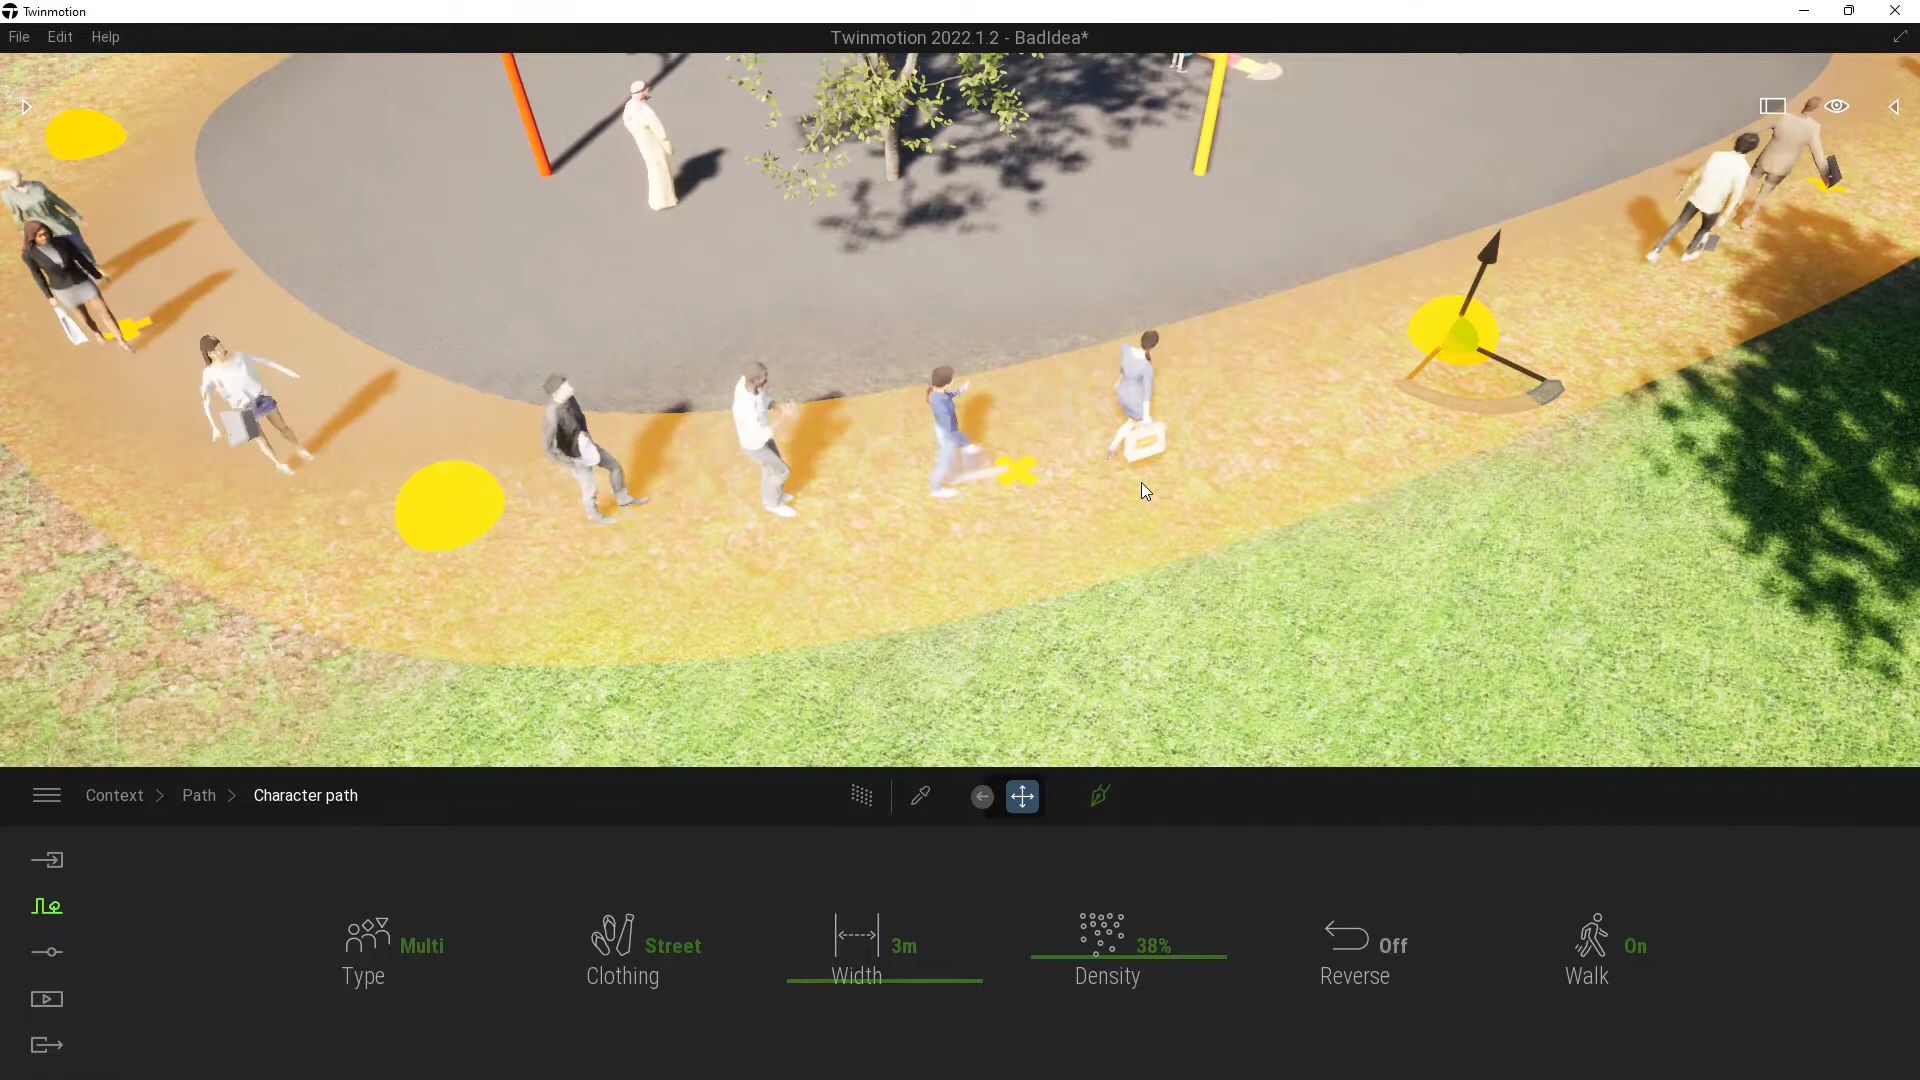 Twinmotion
File Edit Help
Twinmotion 2022.1.2 - BadIdea*
Context Path Character path
Multi
Type
Street
Clothing
3m
Width
38%
Density
Off
Reverse
On
Walk